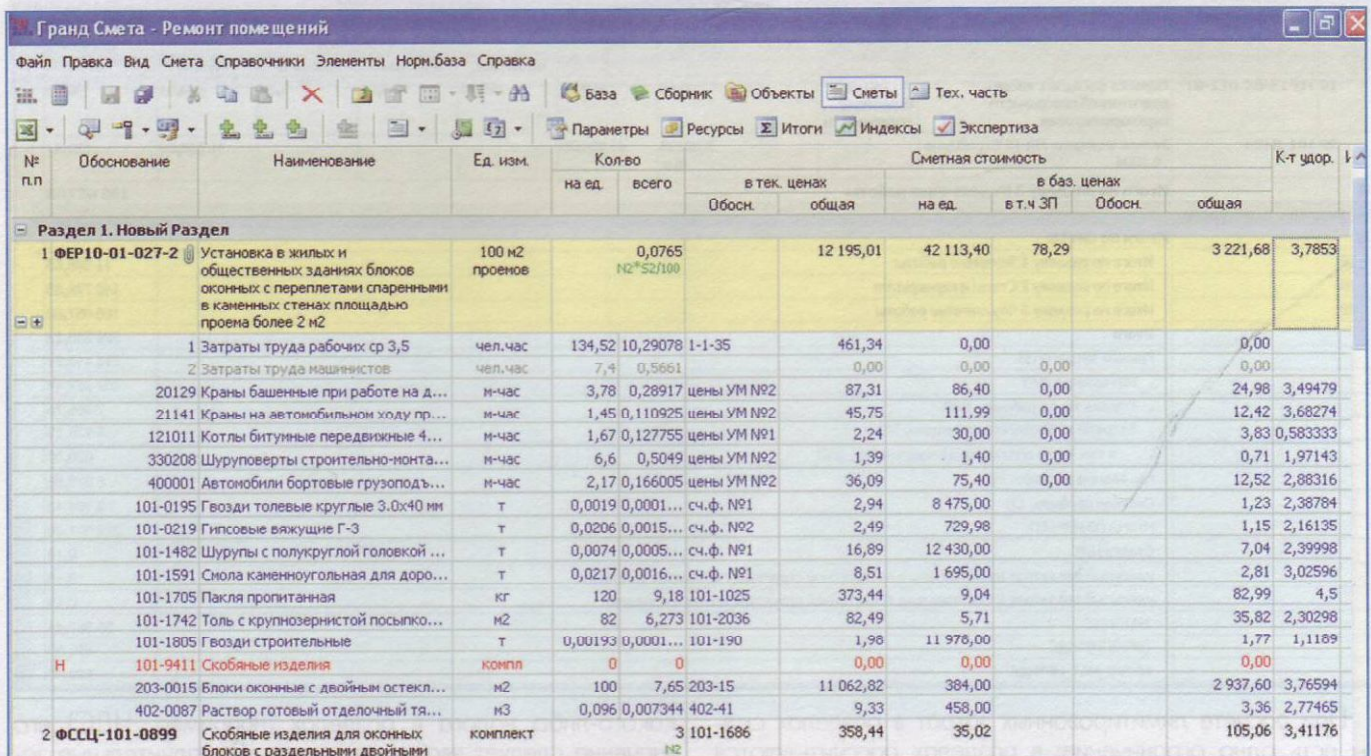 Гранд Смета - Ремонт помещений
Файл Правка Вид Смета Справочники Элементы Норм.база Справка
База Сборник Объекты Сметы Тех. часть
Параметры Ресурсы Итоги Индексы Экспертиза
№ п.п Обоснование Наименование Ед. изм. Кол-во Сметная стоимость К-т удор.
на ед. всего в тек. ценах в баз. ценах
Обосн. общая на ед. в т.ч ЗП Обосн. общая
Раздел 1. Новый Раздел
1 ФЕР10-01-027-2 Установка в жилых и 100 м2 0,0765 12 195,01 42 113,40 78,29 3 221,68 3,7853
общественных зданиях блоков проемов N2*S2/100
оконных с переплетами спаренными
в каменных стенах площадью
проема более 2 м2
1 Затраты труда рабочих ср 3,5 чел.час 134,52 10,29078 1-1-35 461,34 0,00 0,00
2 Затраты труда машинистов чел.час 7,4 0,5661 0,00 0,00 0,00 0,00
20129 Краны башенные при работе на д... м-час 3,78 0,28917 цены УМ №2 87,31 86,40 0,00 24,98 3,49479
21141 Краны на автомобильном ходу пр... м-час 1,45 0,110925 цены УМ №2 45,75 111,99 0,00 12,42 3,68274
121011 Котлы битумные передвижные 4... м-час 1,67 0,127755 цены УМ №1 2,24 30,00 0,00 3,83 0,583333
330208 Шуруповерты строительно-монта... м-час 6,6 0,5049 цены УМ №2 1,39 1,40 0,00 0,71 1,97143
400001 Автомобили бортовые грузоподъ... м-час 2,17 0,166005 цены УМ №2 36,09 75,40 0,00 12,52 2,88316
101-0195 Гвозди толевые круглые 3.0х40 мм т 0,0019 0,0001... сч.ф. №1 2,94 8 475,00 1,23 2,38784
101-0219 Гипсовые вяжущие Г-3 т 0,0206 0,0015... сч.ф. №2 2,49 729,98 1,15 2,16135
101-1482 Шурупы с полукруглой головкой ... т 0,0074 0,0005... сч.ф. №1 16,89 12 430,00 7,04 2,39998
101-1591 Смола каменноугольная для доро... т 0,0217 0,0016... сч.ф. №1 8,51 1 695,00 2,81 3,02596
101-1705 Пакля пропитанная кг 120 9,18 101-1025 373,44 9,04 82,99 4,5
101-1742 Толь с крупнозернистой посыпко... м2 82 6,273 101-2036 82,49 5,71 35,82 2,30298
101-1805 Гвозди строительные т 0,00193 0,0001... 101-190 1,98 11 978,00 1,77 1,1189
Н 101-9411 Скобяные изделия компл 0 0 0,00 0,00 0,00
203-0015 Блоки оконные с двойным остекл... м2 100 7,65 203-15 11 062,82 384,00 2 937,60 3,76594
402-0087 Раствор готовый отделочный тя... м3 0,096 0,007344 402-41 9,33 458,00 3,36 2,77465
2 ФССЦ-101-0899 Скобяные изделия для оконных комплект 3 101-1686 358,44 35,02 105,06 3,41176
блоков с раздельными двойными N2